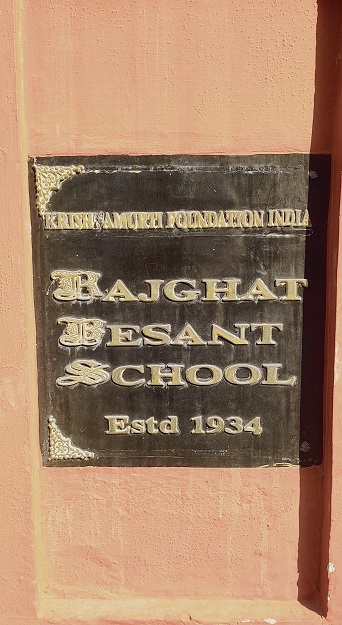 KRISHNAMURTI FOUNDATION INDIA
RAJGHAT
BESANT
SCHOOL
Estd 1934